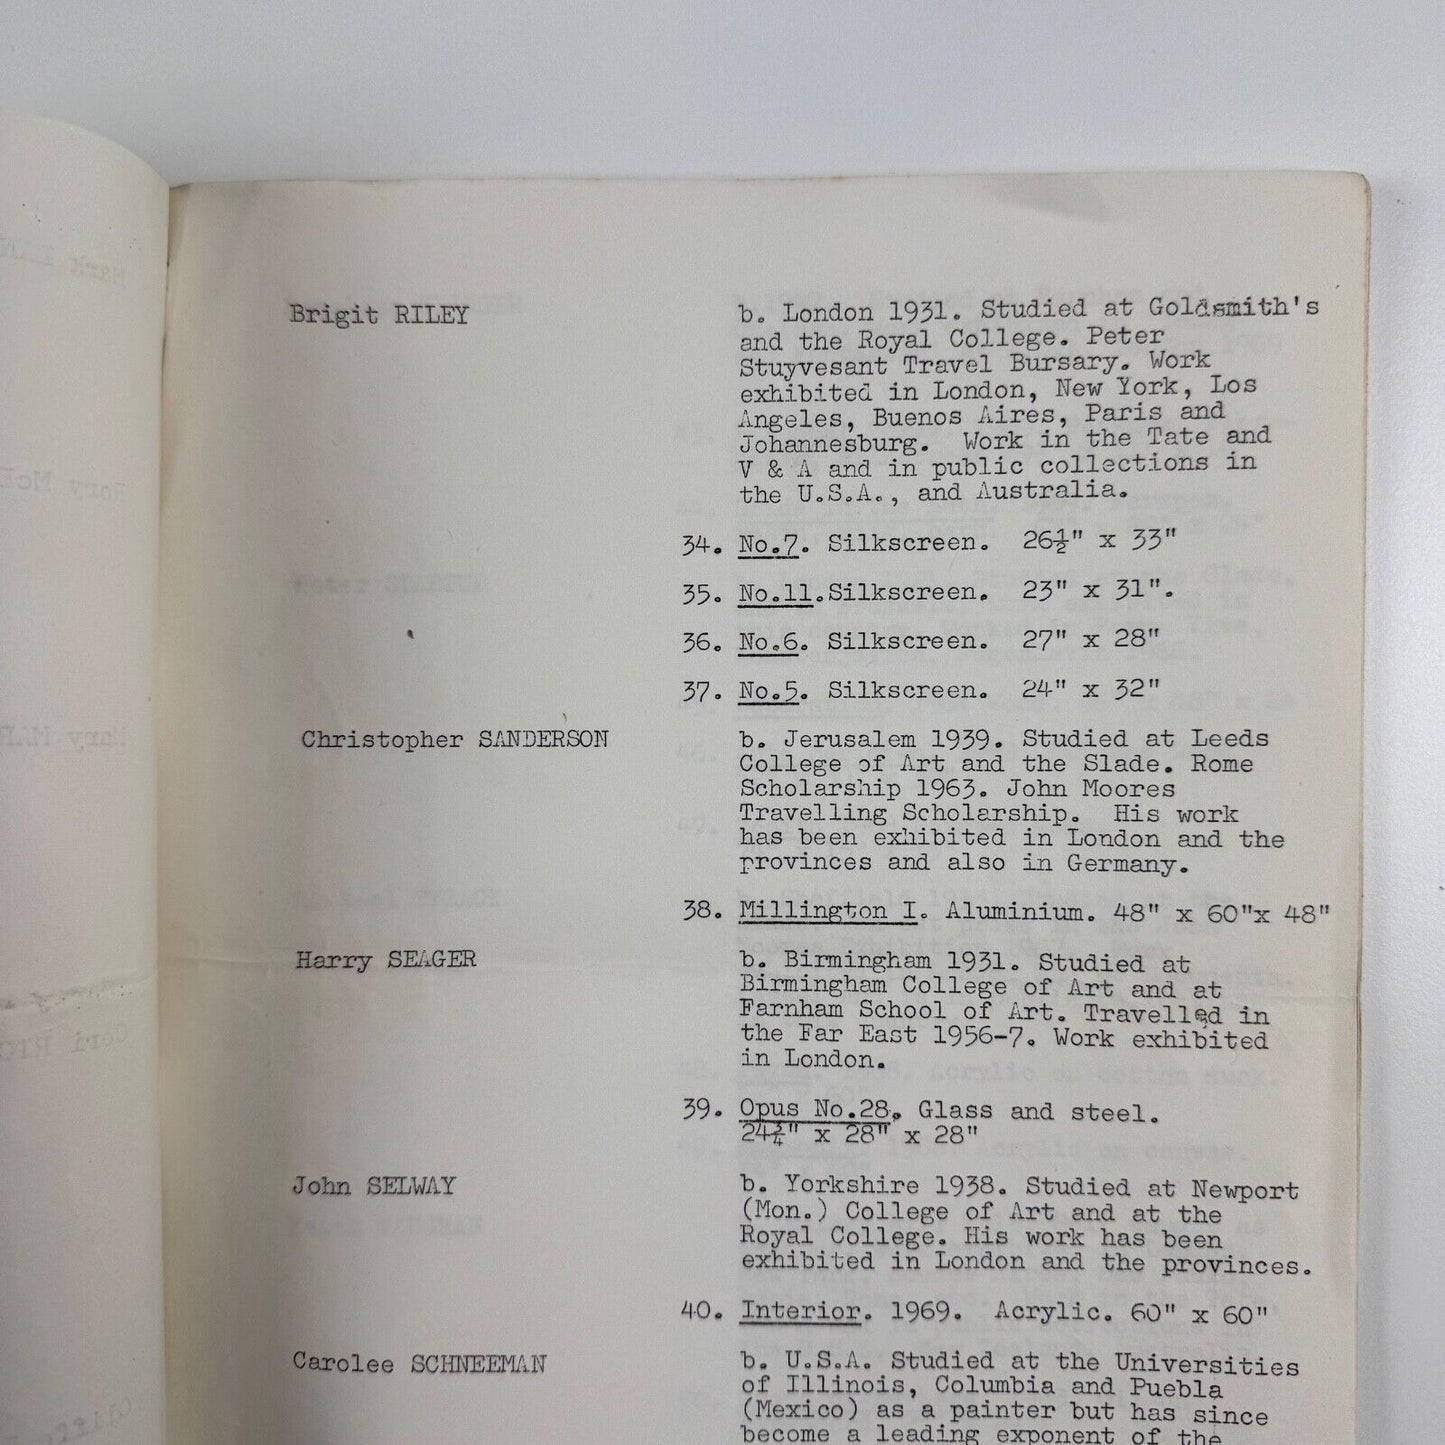 Brigit RILEY
b. London 1931. Studied at Goldsmith's
and the Royal College. Peter
Stuyvesant Travel Bursary. Work
exhibited in London, New York, Los
Angeles, Buenos Aires, Paris and
Johannesburg. Work in the Tate and
V & A and in public collections in
the U.S.A., and Australia.
34. No.7. Silkscreen. 26½" x 33"
35. No.11.Silkscreen. 23" x 31".
36. No.6. Silkscreen. 27" x 28"
37. No.5. Silkscreen. 24" x 32"
Christopher SANDERSON
b. Jerusalem 1939. Studied at Leeds
College of Art and the Slade. Rome
Scholarship 1963. John Moores
Travelling Scholarship. His work
has been exhibited in London and the
provinces and also in Germany.
38. Millington I. Aluminium. 48" x 60"x 48"
Harry SEAGER
b. Birmingham 1931. Studied at
Birmingham College of Art and at
Farnham School of Art. Travelled in
the Far East 1956-7. Work exhibited
in London.
39. Opus No.28. Glass and steel.
24¾" x 28" x 28"
John SELWAY
b. Yorkshire 1938. Studied at Newport
(Mon.) College of Art and at the
Royal College. His work has been
exhibited in London and the provinces.
40. Interior. 1969. Acrylic. 60" x 60"
Carolee SCHNEEMAN
b. U.S.A. Studied at the Universities
of Illinois, Columbia and Puebla
(Mexico) as a painter but has since
become a leading exponent of the